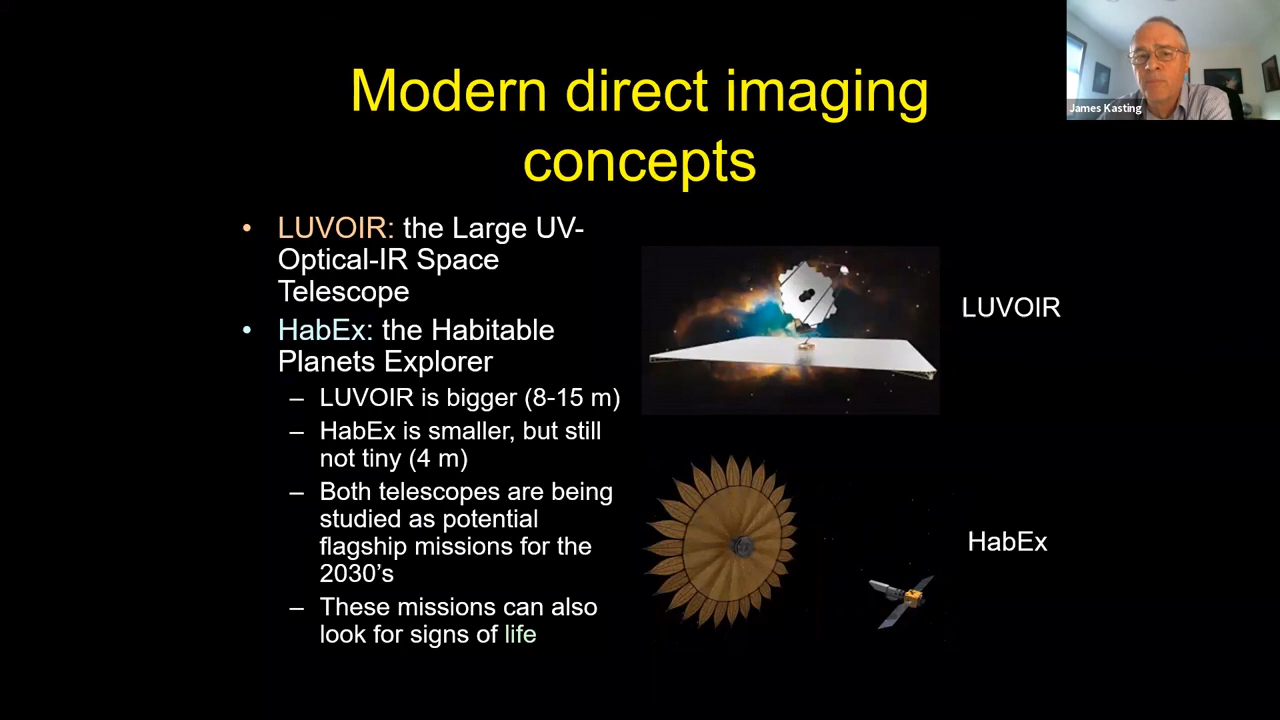 Modern direct imaging
concepts
James Kasting
• LUVOIR: the Large UV-
Optical-IR Space
Telescope
• HabEx: the Habitable
Planets Explorer
– LUVOIR is bigger (8-15 m)
– HabEx is smaller, but still
not tiny (4 m)
– Both telescopes are being
studied as potential
flagship missions for the
2030’s
– These missions can also
look for signs of life
LUVOIR
HabEx